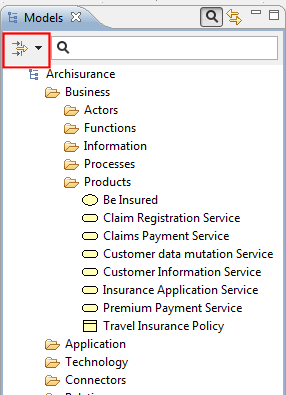 Models
Archisurance
Business
Actors
Functions
Information
Processes
Products
Be Insured
Claim Registration Service
Claims Payment Service
Customer data mutation Service
Customer Information Service
Insurance Application Service
Premium Payment Service
Travel Insurance Policy
Application
Technology
Connectors